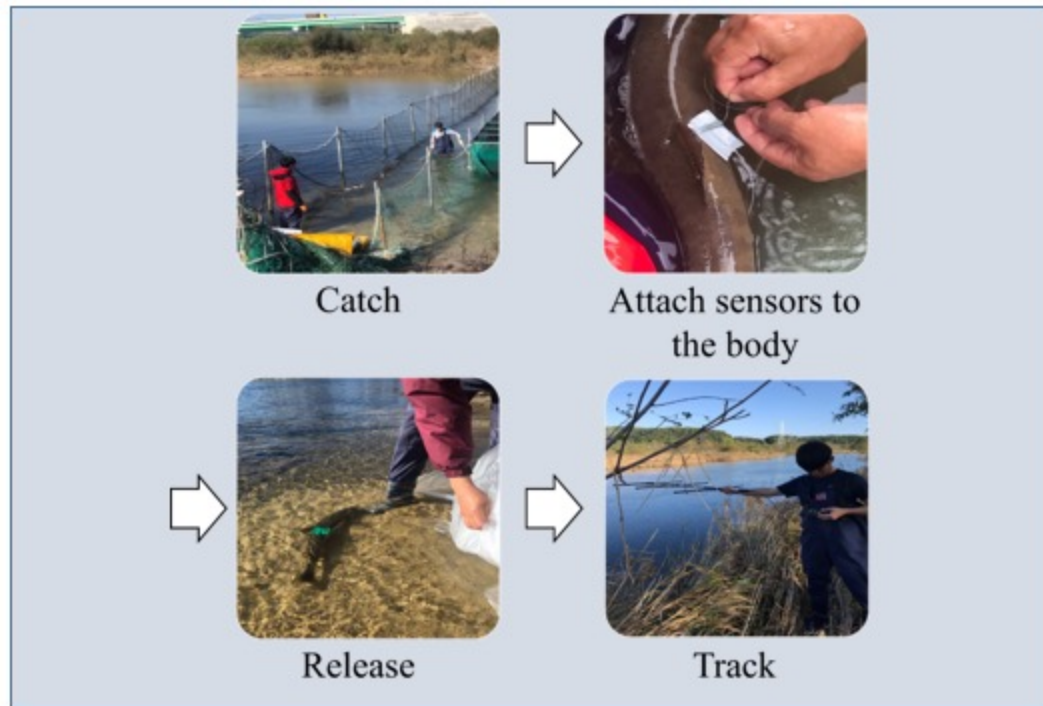 Catch
Attach sensors to
the body
Release
Track